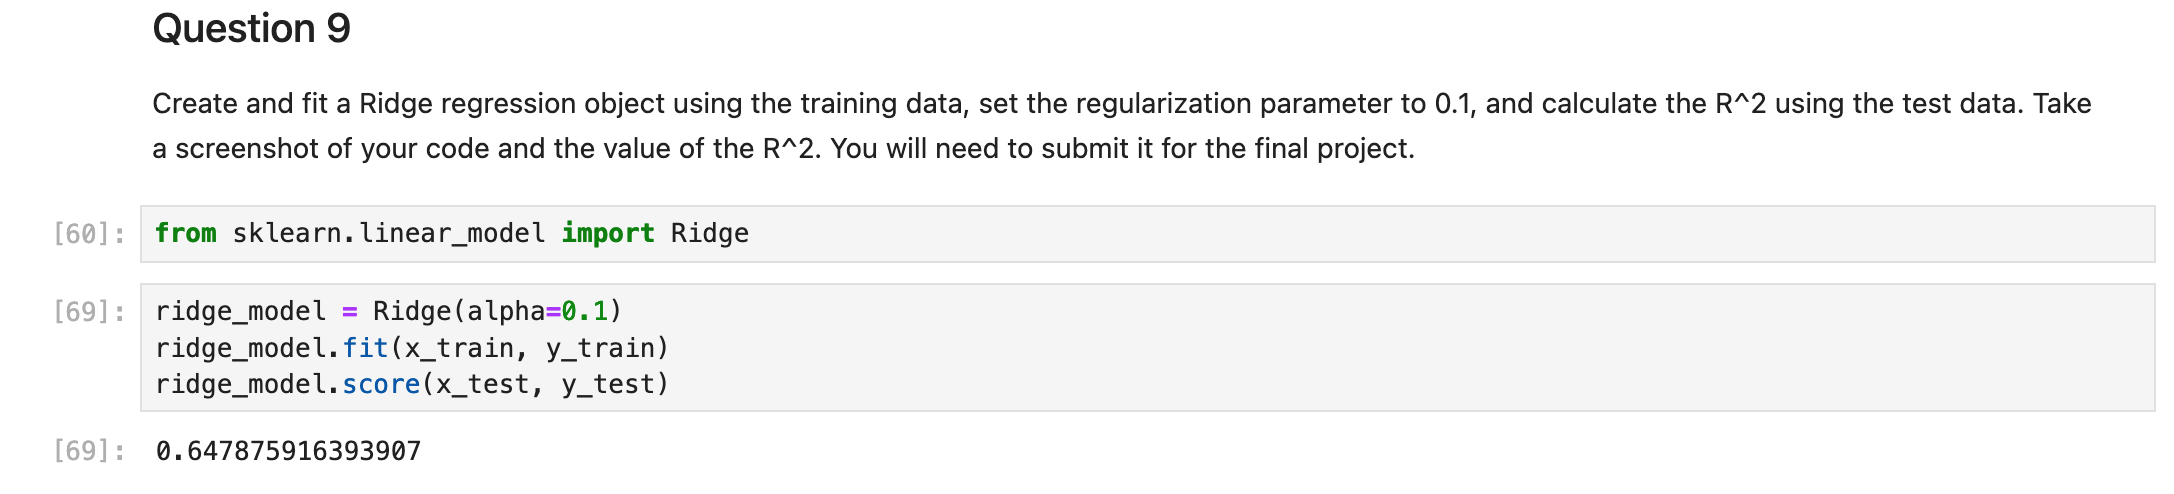 Question 9
Create and fit a Ridge regression object using the training data, set the regularization parameter to 0.1, and calculate the R^2 using the test data. Take
a screenshot of your code and the value of the R^2. You will need to submit it for the final project.
[60]: from sklearn.linear_model import Ridge
[69]: ridge_model = Ridge(alpha=0.1)
ridge_model.fit(x_train, y_train)
ridge_model.score(x_test, y_test)
[69]: 0.647875916393907